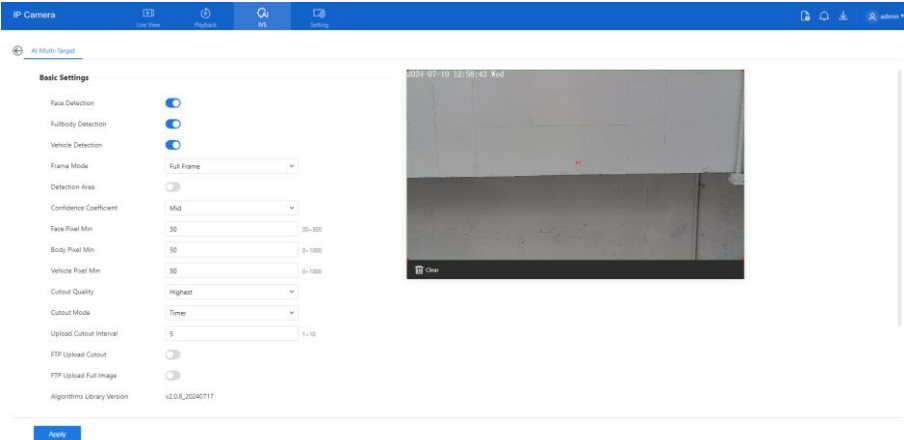 IP Camera
Live View
Playback
IVS
Setting
admin
AI Multi-Target
Basic Settings
Face Detection
Fullbody Detection
Vehicle Detection
Frame Mode Full Frame
Detection Area
Confidence Coefficient Mid
Face Pixel Min 30 30~300
Body Pixel Min 50 0~1000
Vehicle Pixel Min 50 0~1000
Cutout Quality Highest
Cutout Mode Timer
Upload Cutout Interval 5 1~10
FTP Upload Cutout
FTP Upload Full Image
Algorithms Library Version v2.0.8_20240717
2024-07-10 12:58:42 Wed
Clear
Apply